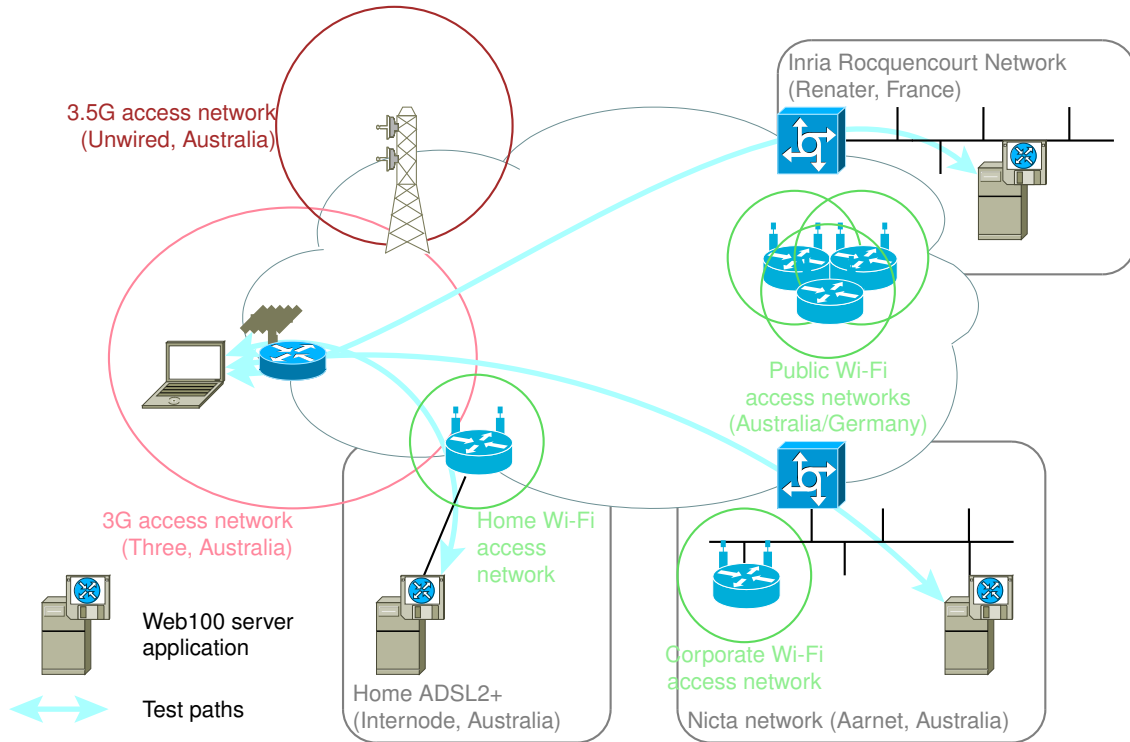 Inria Rocquencourt Network
(Renater, France)
3.5G access network
(Unwired, Australia)
Public Wi-Fi
access networks
(Australia/Germany)
3G access network
(Three, Australia)
Home Wi-Fi
access
network
Web100 server
application
Test paths
Home ADSL2+
(Internode, Australia)
Corporate Wi-Fi
access network
Nicta network (Aarnet, Australia)